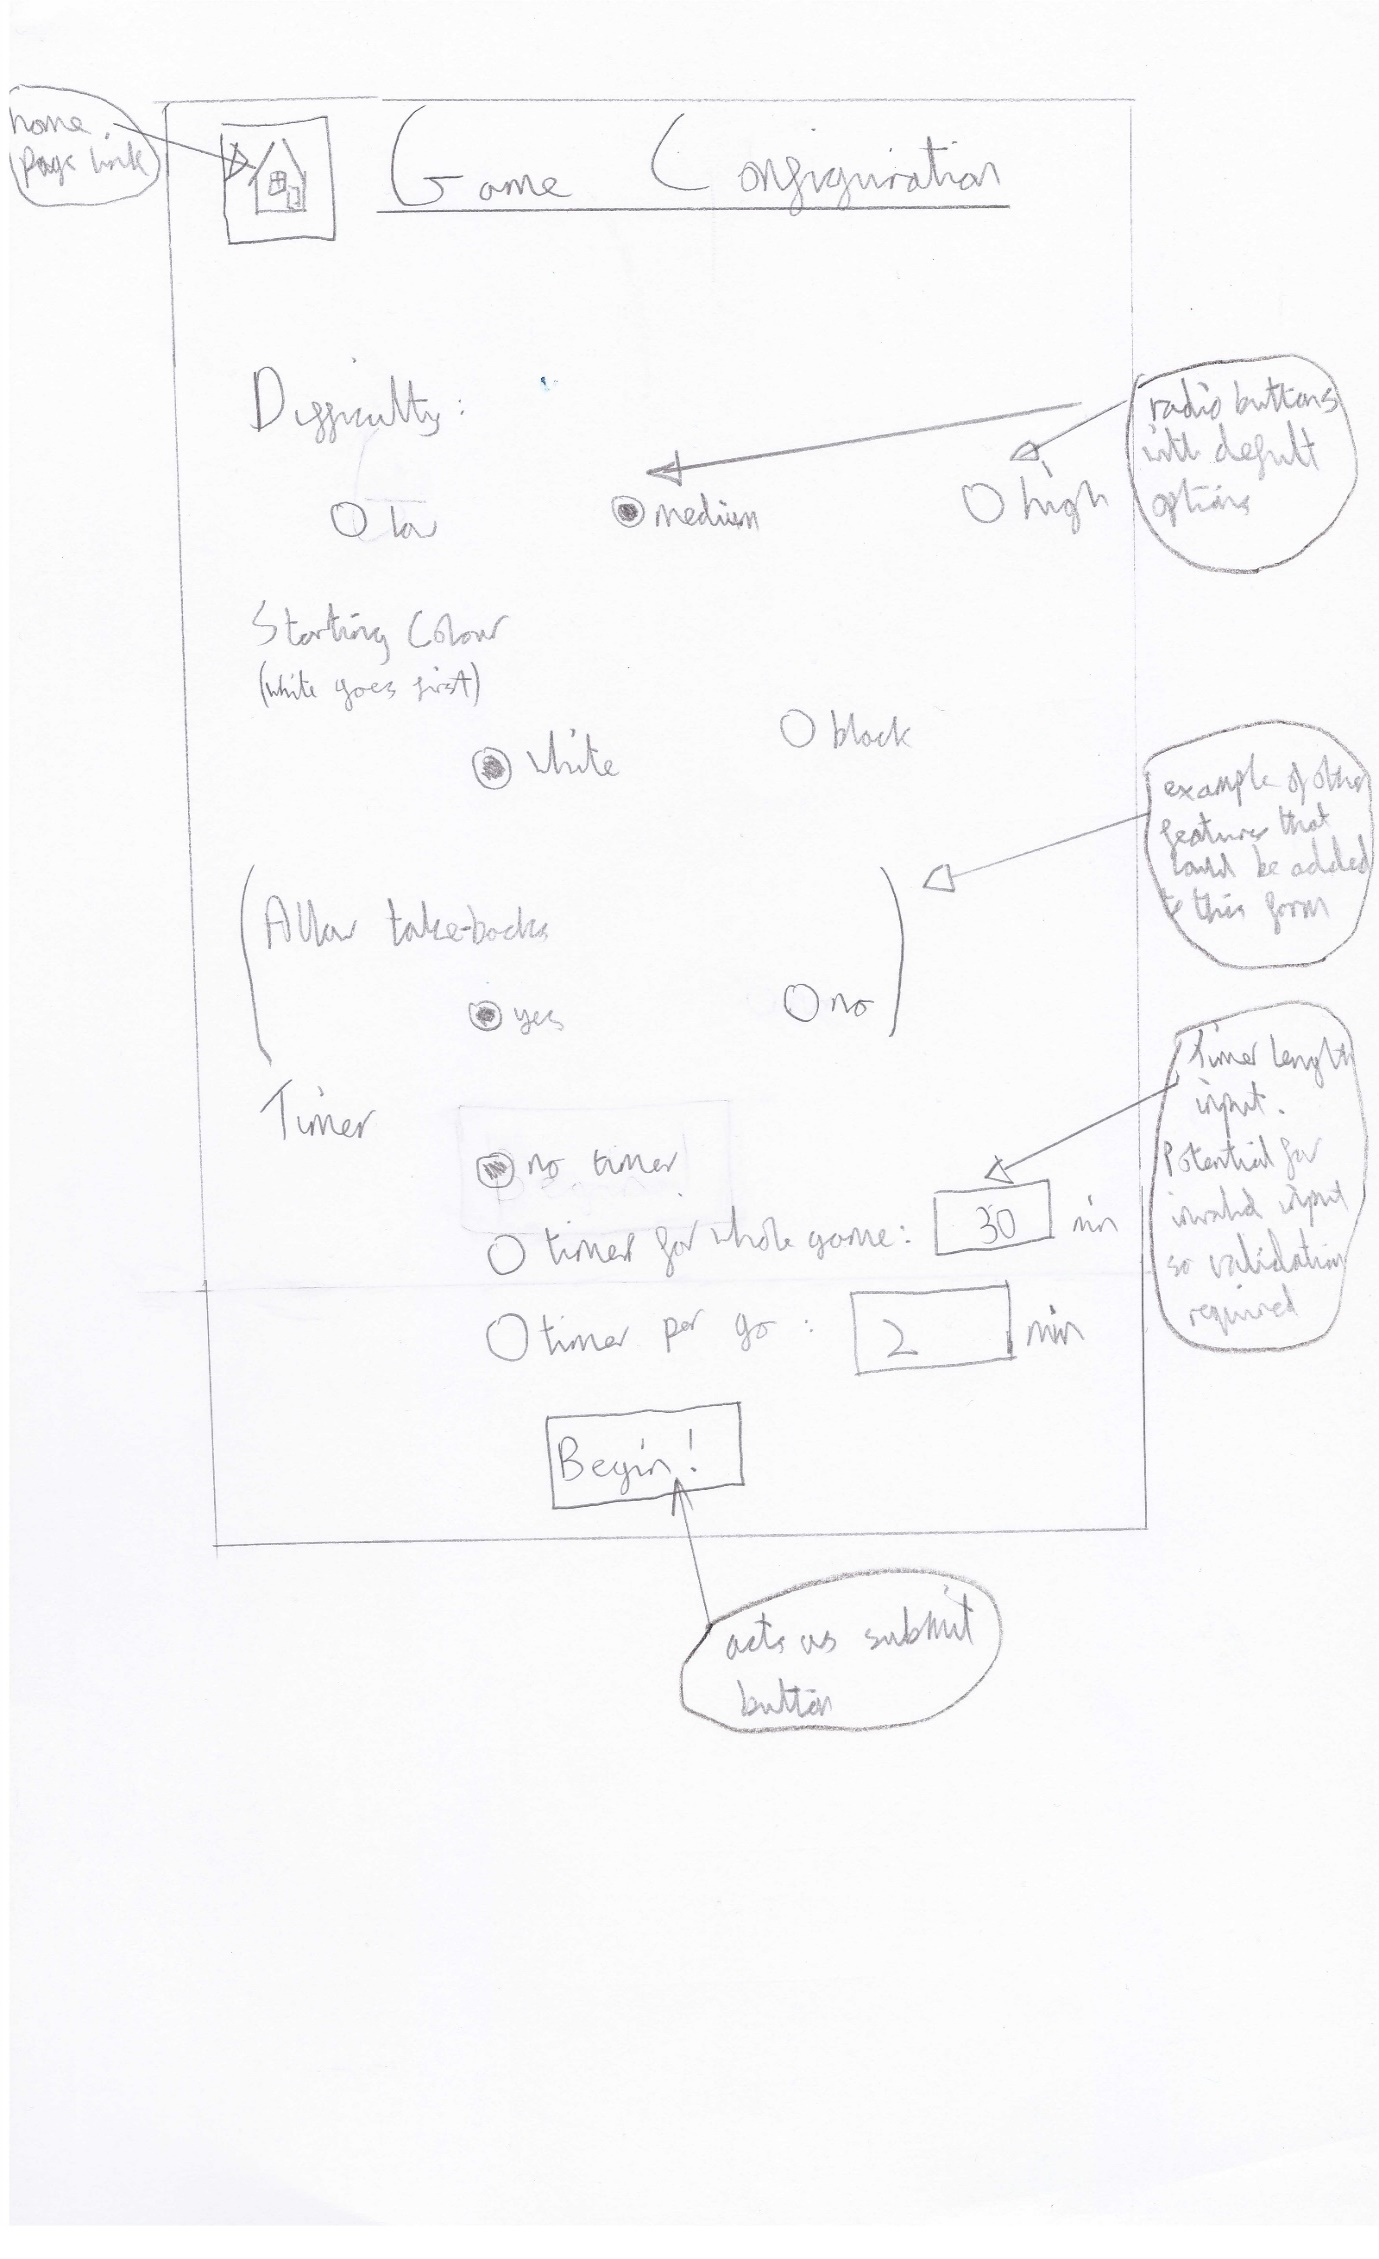 home
page link
Game Configuration
Difficulty:
low
medium
high
radio buttons
with default
options
Starting Colour
(white goes first)
white
black
example of other
features that
could be added
to this form
Allow take-backs
yes
no
Timer
no timer
timer for whole game: 30 min
timer per go: 2 min
Timer length
input.
Potential for
invalid input
so validation
required
Begin!
acts as submit
button